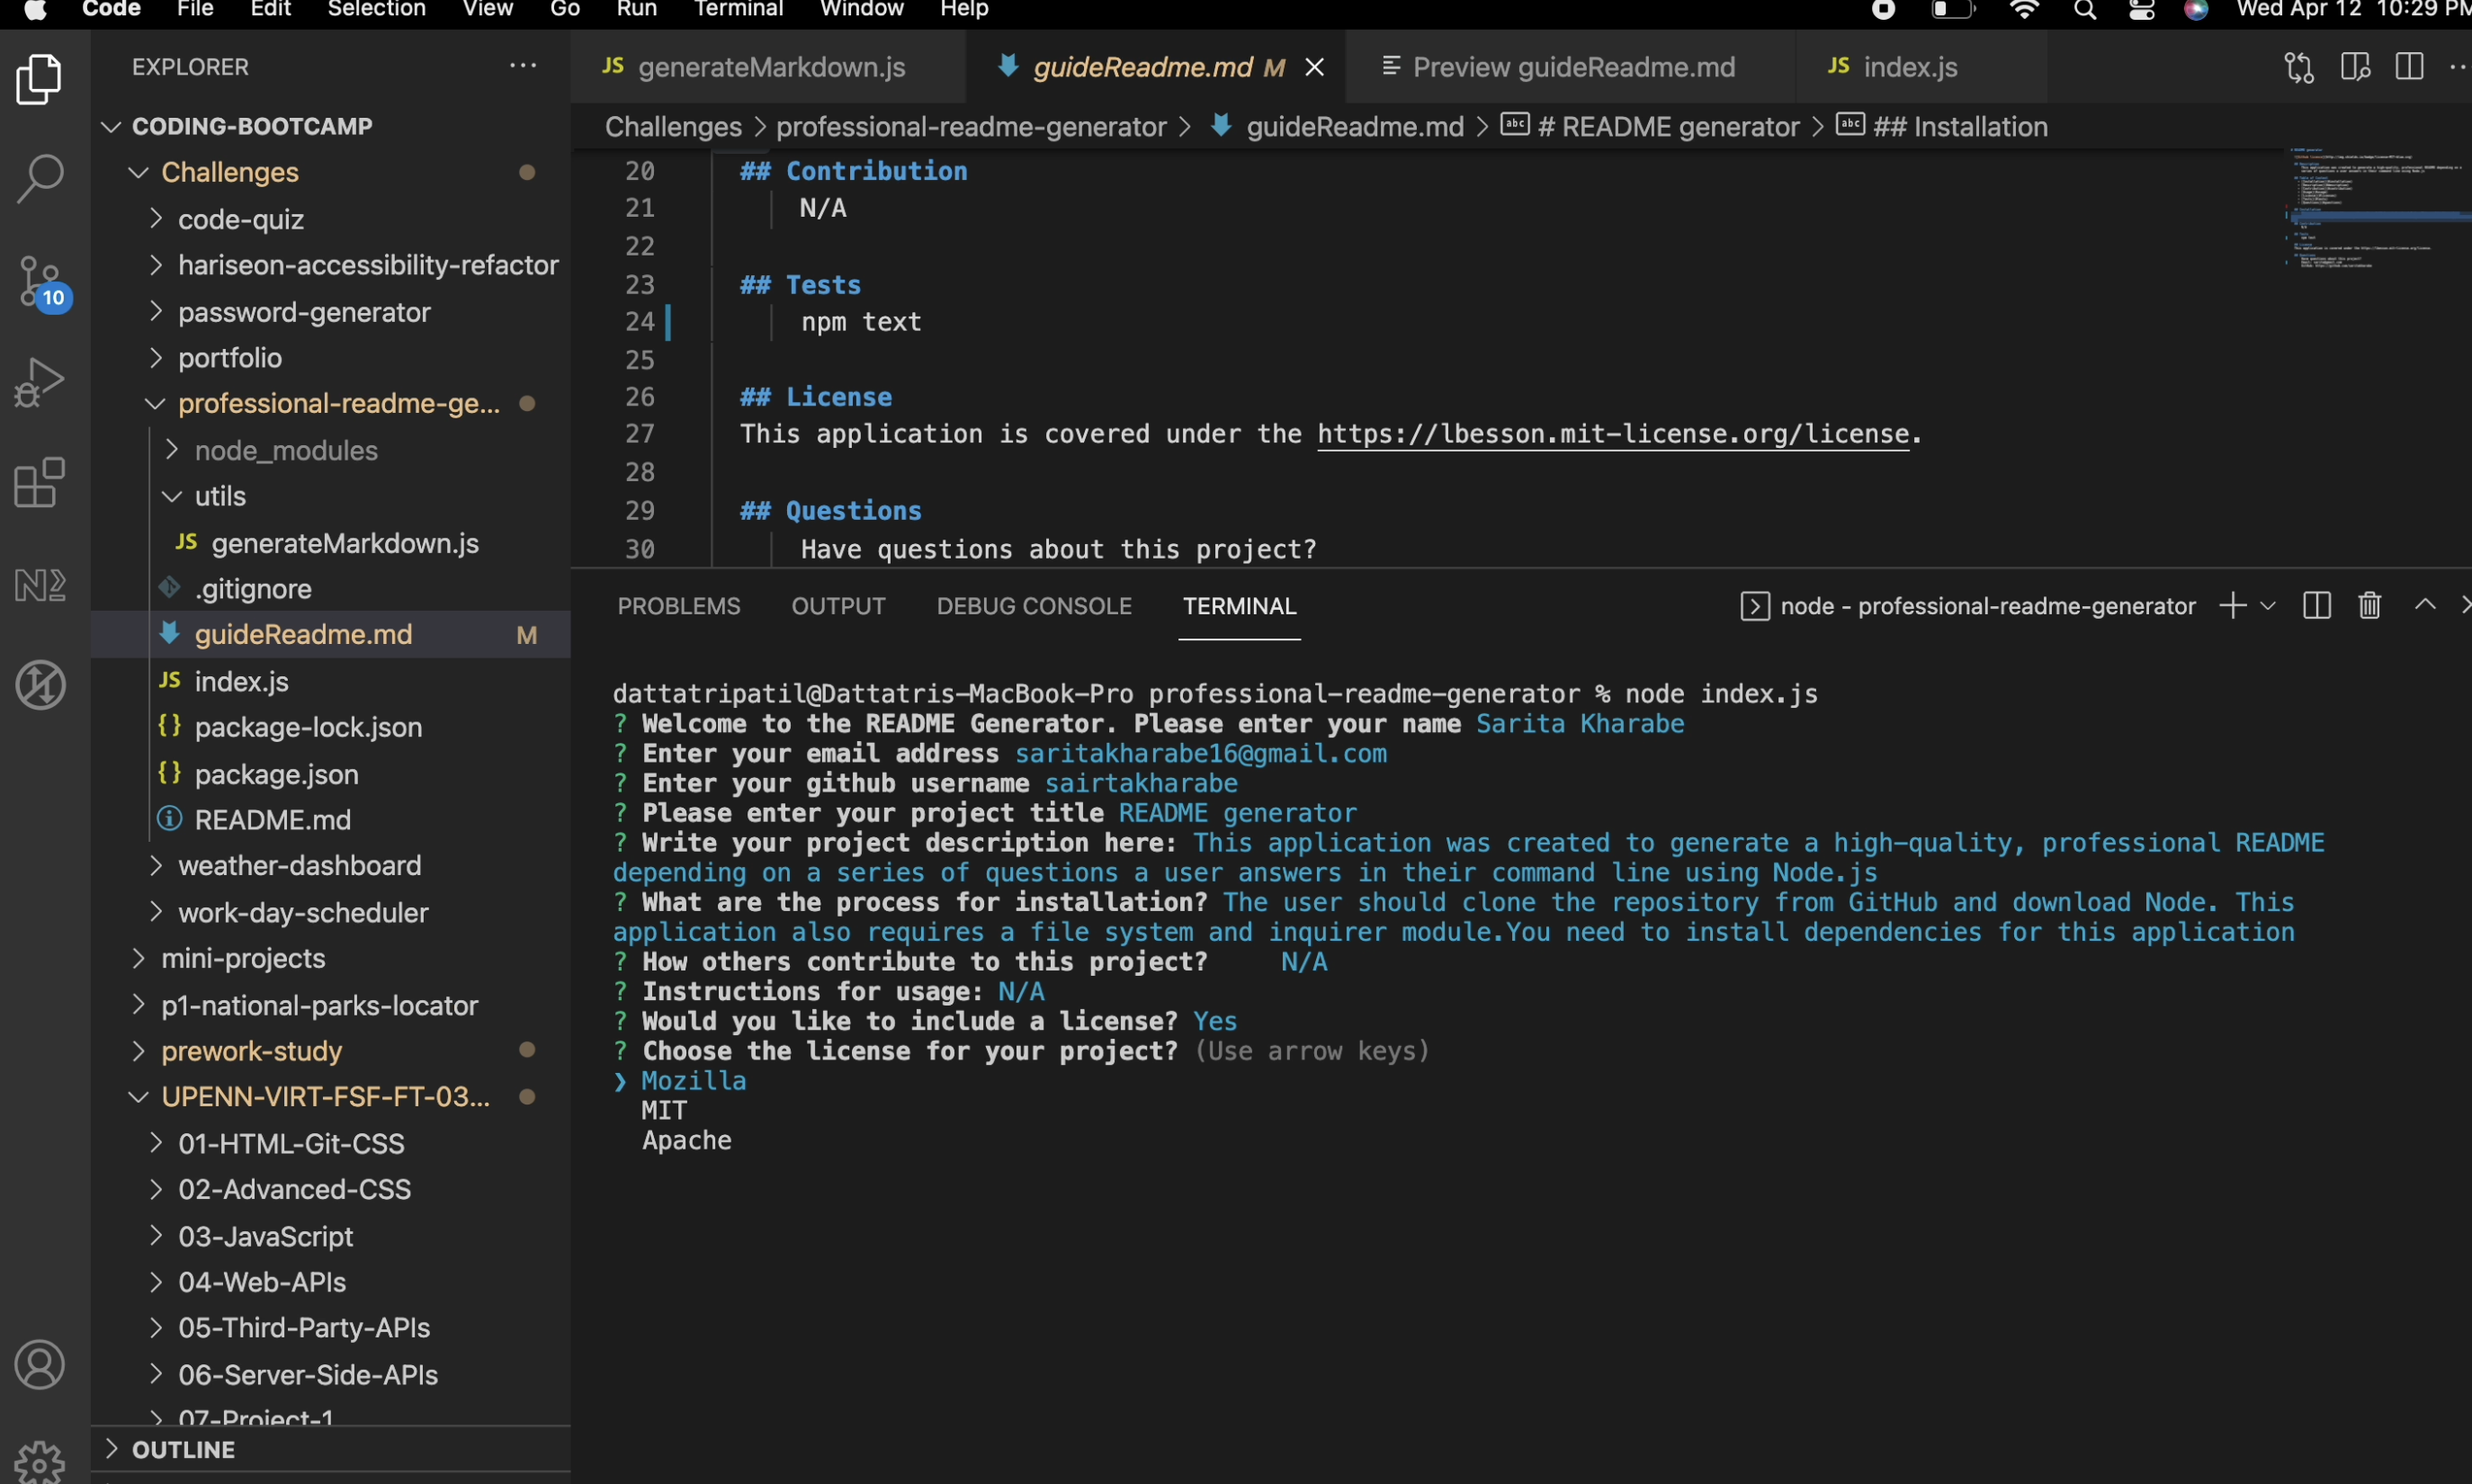 Code File Edit Selection View Go Run Terminal Window Help Wed Apr 12 10:29 PM
EXPLORER
CODING-BOOTCAMP
Challenges
code-quiz
hariseon-accessibility-refactor
password-generator
portfolio
professional-readme-ge...
node_modules
utils
JS generateMarkdown.js
.gitignore
guideReadme.md M
JS index.js
{} package-lock.json
{} package.json
README.md
weather-dashboard
work-day-scheduler
mini-projects
p1-national-parks-locator
prework-study
UPENN-VIRT-FSF-FT-03...
01-HTML-Git-CSS
02-Advanced-CSS
03-JavaScript
04-Web-APIs
05-Third-Party-APIs
06-Server-Side-APIs
07-Project-1
OUTLINE
10
JS generateMarkdown.js guideReadme.md M Preview guideReadme.md JS index.js
Challenges > professional-readme-generator > guideReadme.md > abc # README generator > abc ## Installation
20 ## Contribution
21 N/A
22
23 ## Tests
24 npm text
25
26 ## License
27 This application is covered under the https://lbesson.mit-license.org/license.
28
29 ## Questions
30 Have questions about this project?
PROBLEMS OUTPUT DEBUG CONSOLE TERMINAL node - professional-readme-generator
dattatripatil@Dattatris-MacBook-Pro professional-readme-generator % node index.js
? Welcome to the README Generator. Please enter your name Sarita Kharabe
? Enter your email address saritakharabe16@gmail.com
? Enter your github username sairtakharabe
? Please enter your project title README generator
? Write your project description here: This application was created to generate a high-quality, professional README
depending on a series of questions a user answers in their command line using Node.js
? What are the process for installation? The user should clone the repository from GitHub and download Node. This
application also requires a file system and inquirer module.You need to install dependencies for this application
? How others contribute to this project? N/A
? Instructions for usage: N/A
? Would you like to include a license? Yes
? Choose the license for your project? (Use arrow keys)
❯ Mozilla
MIT
Apache